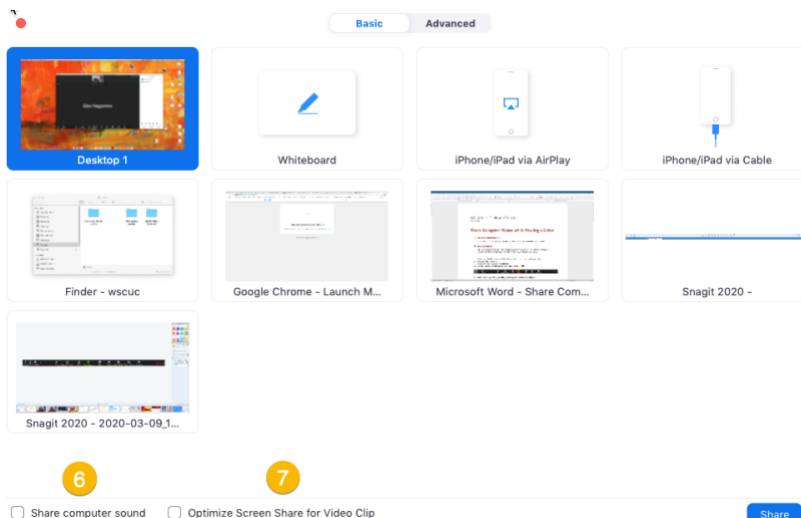 Basic Advanced
Desktop 1
Whiteboard
iPhone/iPad via AirPlay
iPhone/iPad via Cable
Finder - wscuc
Google Chrome - Launch M...
Microsoft Word - Share Com...
Snagit 2020 -
Snagit 2020 - 2020-03-09_1...
6
7
Share computer sound
Optimize Screen Share for Video Clip
Share